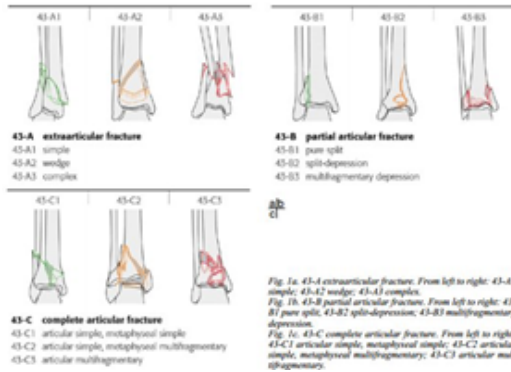 43-A1 43-A2 43-A3
43-A extraarticular fracture
43-A1 simple
43-A2 wedge
43-A3 complex
43-B1 43-B2 43-B3
43-B partial articular fracture
43-B1 pure split
43-B2 split-depression
43-B3 multifragmentary depression
43-C1 43-C2 43-C3
43-C complete articular fracture
43-C1 articular simple, metaphyseal simple
43-C2 articular simple, metaphyseal multifragmentary
43-C3 articular multifragmentary
a|b
c|
Fig. 1a. 43-A extraarticular fracture. From left to right: 43-A
simple; 43-A2 wedge; 43-A3 complex.
Fig. 1b. 43-B partial articular fracture. From left to right: 43
B1 pure split, 43-B2 split-depression; 43-B3 multifragmentary
depression.
Fig. 1c. 43-C complete articular fracture. From left to right
43-C1 articular simple, metaphyseal simple; 43-C2 articula
simple, metaphyseal multifragmentary; 43-C3 articular mul
tifragmentary.